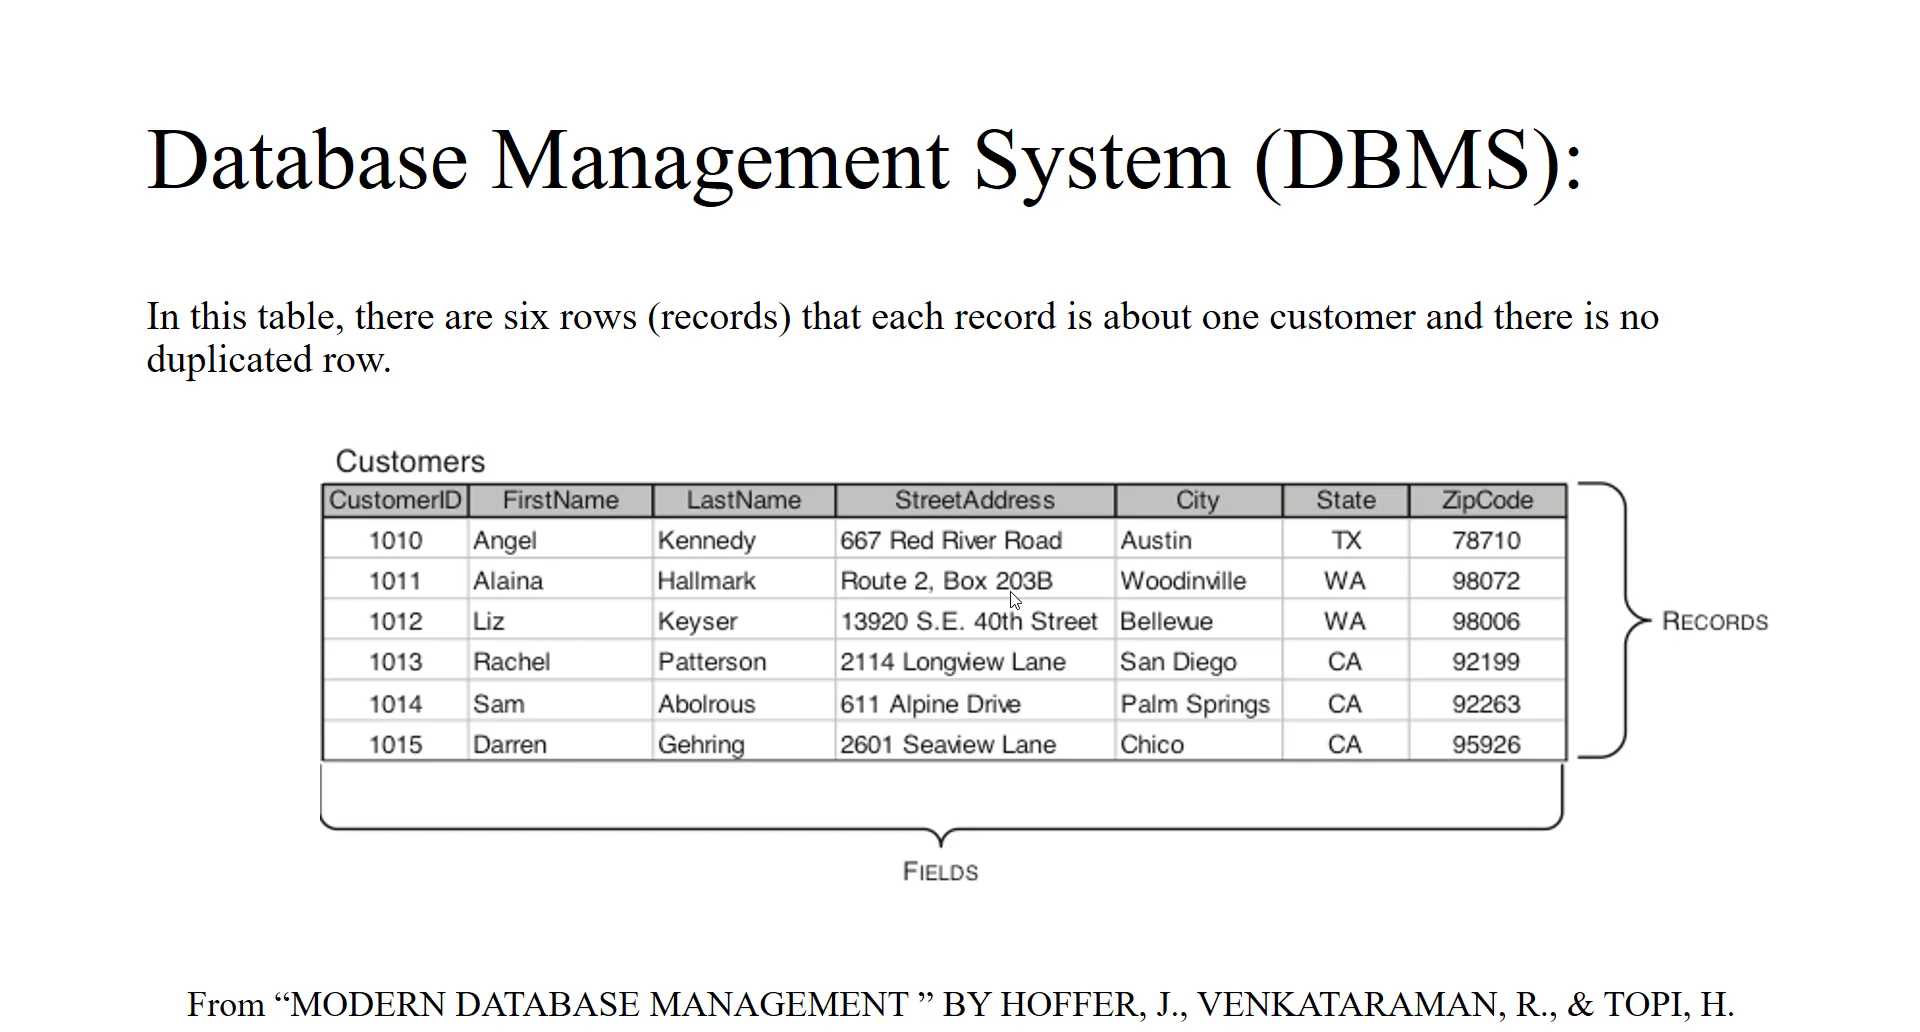 Database Management System (DBMS):
In this table, there are six rows (records) that each record is about one customer and there is no
duplicated row.
Customers
CustomerID FirstName LastName StreetAddress City State ZipCode
1010 Angel Kennedy 667 Red River Road Austin TX 78710
1011 Alaina Hallmark Route 2, Box 203B Woodinville WA 98072
1012 Liz Keyser 13920 S.E. 40th Street Bellevue WA 98006
1013 Rachel Patterson 2114 Longview Lane San Diego CA 92199
1014 Sam Abolrous 611 Alpine Drive Palm Springs CA 92263
1015 Darren Gehring 2601 Seaview Lane Chico CA 95926
RECORDS
FIELDS
From “MODERN DATABASE MANAGEMENT ” BY HOFFER, J., VENKATARAMAN, R., & TOPI, H.